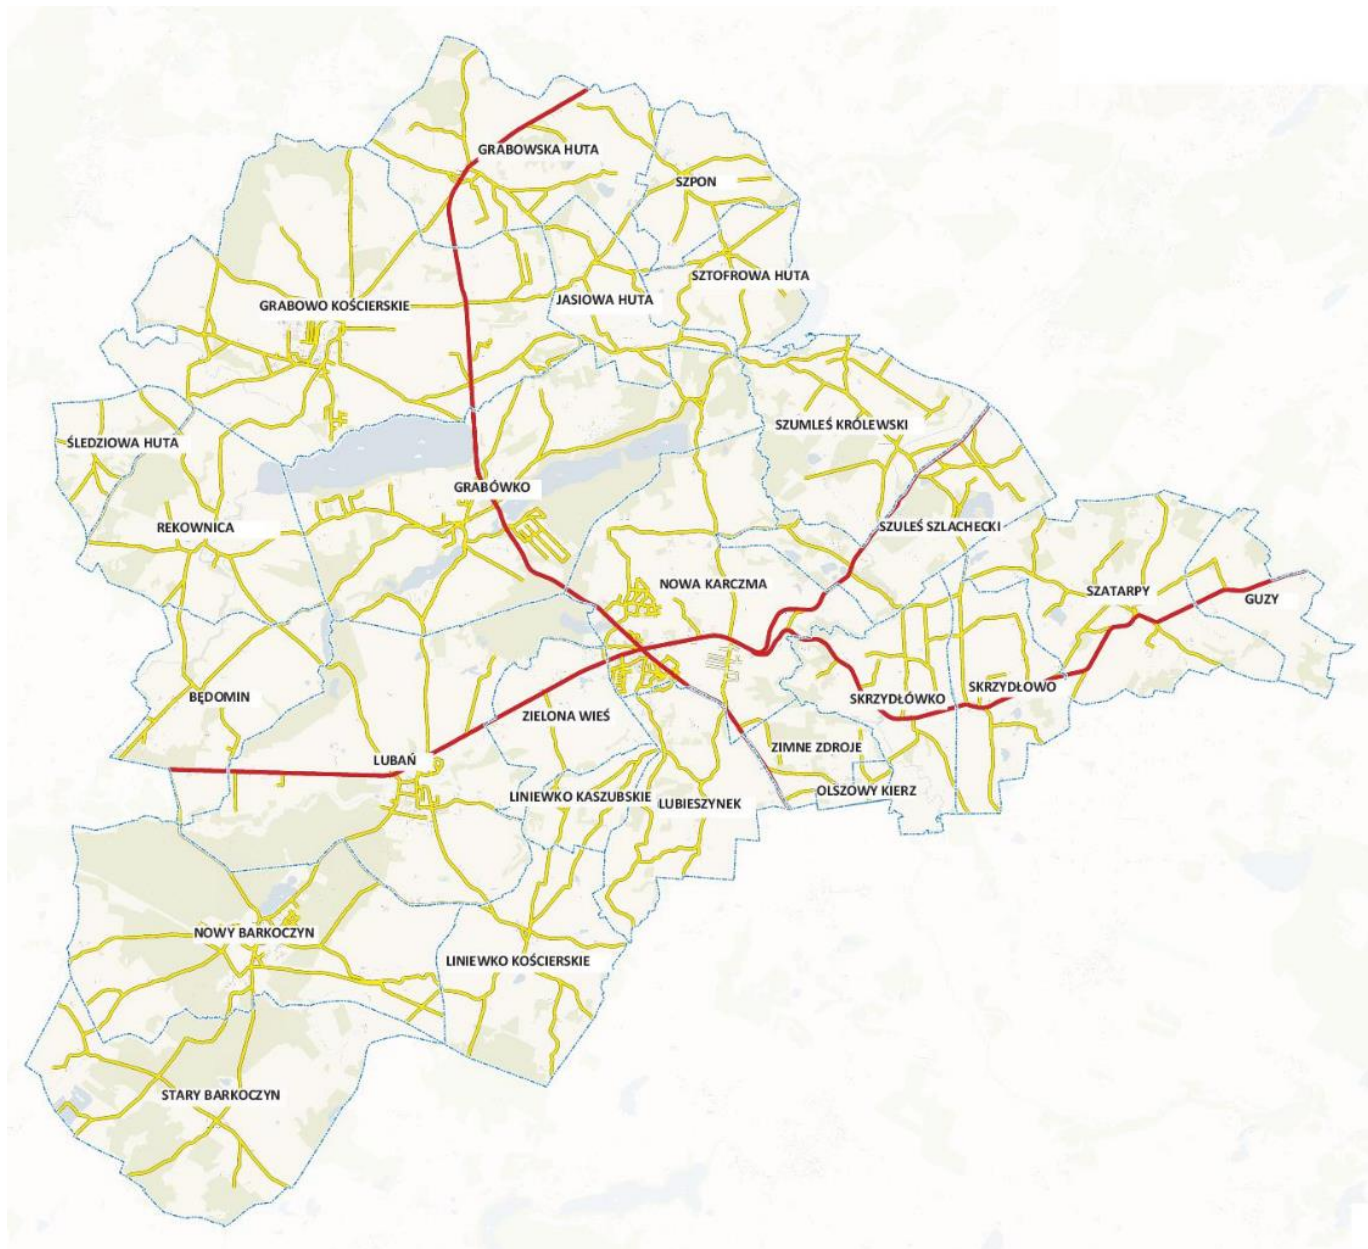 GRABOWSKA HUTA
SZPON
SZTOFROWA HUTA
JASIOWA HUTA
GRABOWO KOŚCIERSKIE
SZUMLEŚ KRÓLEWSKI
ŚLEDZIOWA HUTA
GRABÓWKO
REKOWNICA
SZULEŚ SZLACHECKI
NOWA KARCZMA
SZATARPY
GUZY
SKRZYDŁOWO
BĘDOMIN
SKRZYDŁÓWKO
ZIELONA WIEŚ
ZIMNE ZDROJE
LUBAŃ
OLSZOWY KIERZ
LINIEWKO KASZUBSKIE
LUBIESZYNEK
NOWY BARKOCZYN
LINIEWKO KOŚCIERSKIE
STARY BARKOCZYN